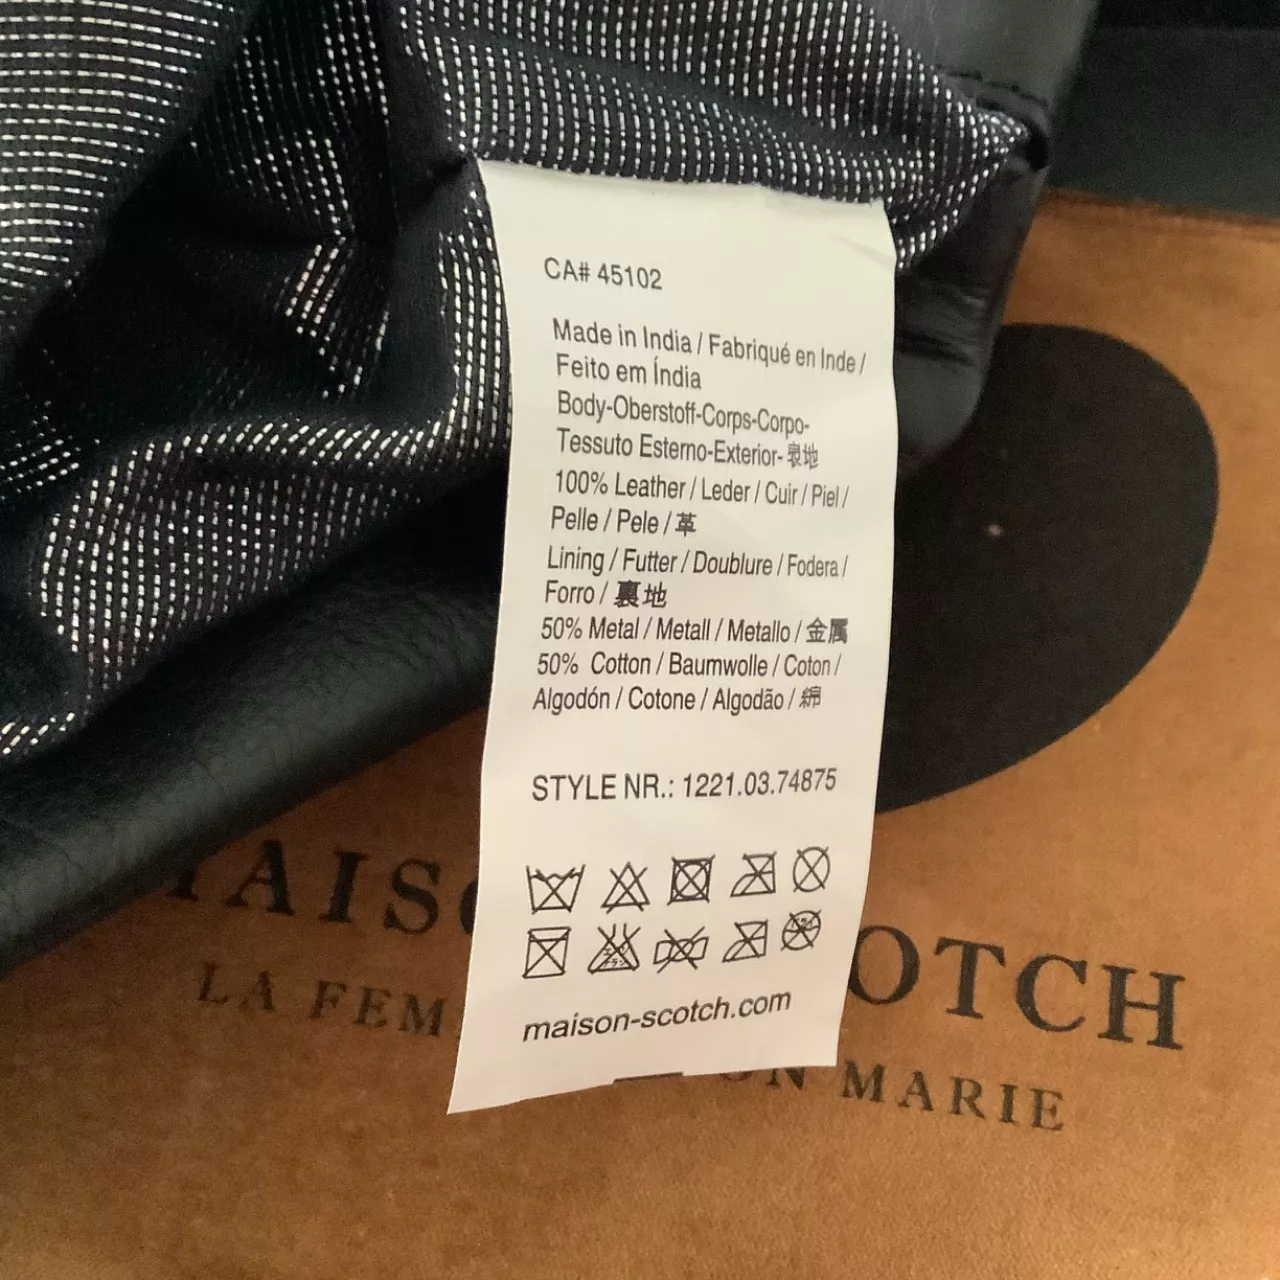 CA# 45102
Made in India / Fabriqué en Inde /
Feito em Índia
Body-Oberstoff-Corps-Corpo-
Tessuto Esterno-Exterior-表地
100% Leather / Leder / Cuir / Piel /
Pelle / Pele / 革
Lining / Futter / Doublure / Fodera /
Forro / 裏地
50% Metal / Metall / Metallo / 金属
50% Cotton / Baumwolle / Coton /
Algodón / Cotone / Algodão / 綿
STYLE NR.: 1221.03.74875
maison-scotch.com
AIS OTCH
LA FEM ON MARIE